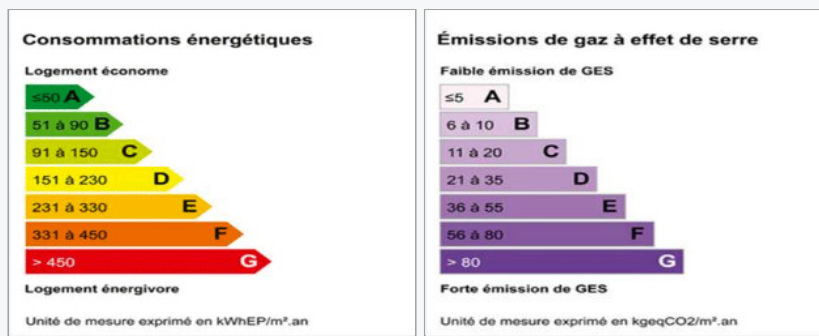 Consommations énergétiques
Logement économe
≤50 A
51 à 90 B
91 à 150 C
151 à 230 D
231 à 330 E
331 à 450 F
> 450 G
Logement énergivore
Unité de mesure exprimé en kWhEP/m².an
Émissions de gaz à effet de serre
Faible émission de GES
≤5 A
6 à 10 B
11 à 20 C
21 à 35 D
36 à 55 E
56 à 80 F
> 80 G
Forte émission de GES
Unité de mesure exprimé en kgeqCO2/m².an